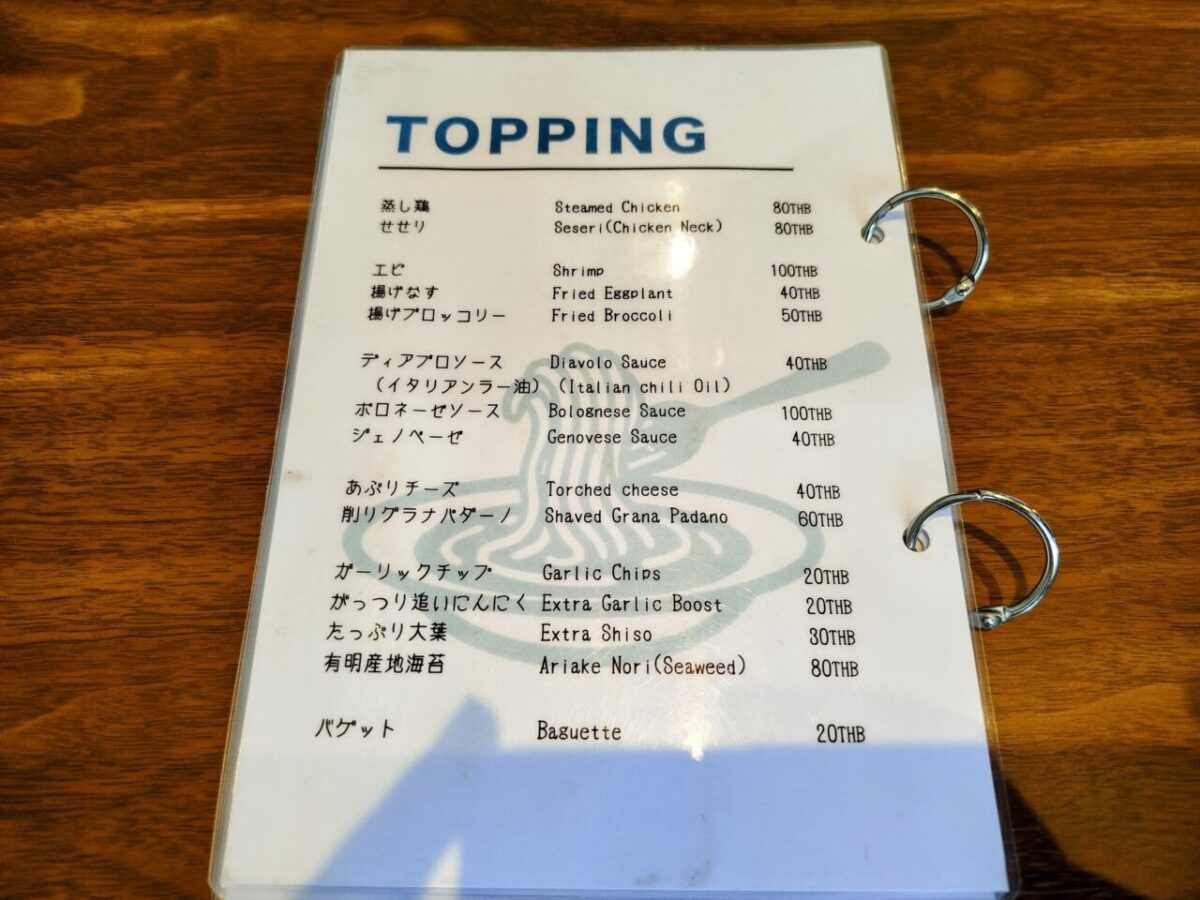 TOPPING
蒸し鶏 Steamed Chicken 80THB
せせり Seseri(Chicken Neck) 80THB
エビ Shrimp 100THB
揚げなす Fried Eggplant 40THB
揚げブロッコリー Fried Broccoli 50THB
ディアブロソース Diavolo Sauce 40THB
(イタリアンラー油) (Italian chili Oil)
ボロネーゼソース Bolognese Sauce 100THB
ジェノベーゼ Genovese Sauce 40THB
あぶりチーズ Torched cheese 40THB
削りグラナパダーノ Shaved Grana Padano 60THB
ガーリックチップ Garlic Chips 20THB
がっつり追いにんにく Extra Garlic Boost 20THB
たっぷり大葉 Extra Shiso 30THB
有明産地海苔 Ariake Nori(Seaweed) 80THB
バゲット Baguette 20THB